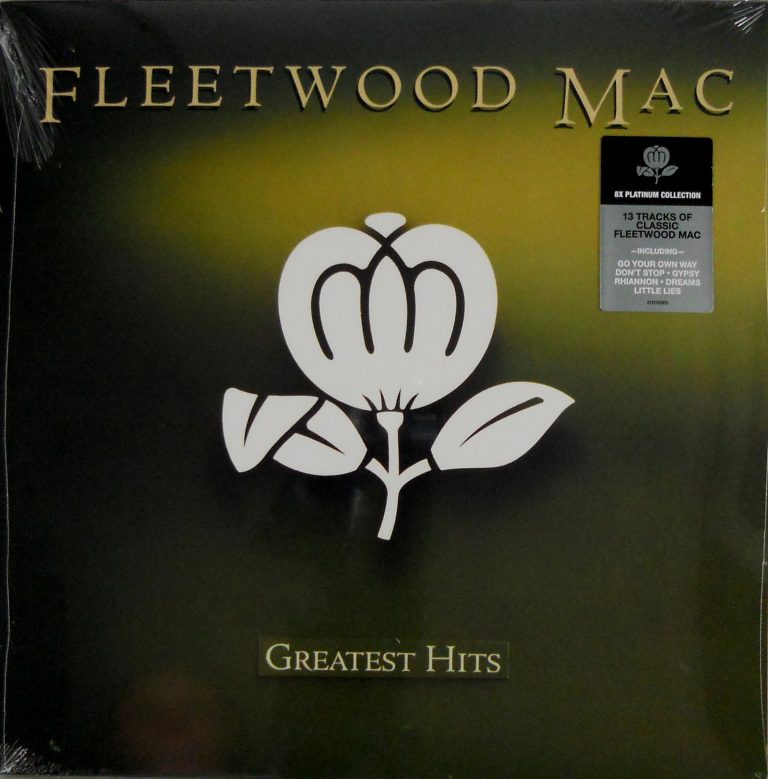 FLEETWOOD MAC
8X PLATINUM COLLECTION
13 TRACKS OF
CLASSIC
FLEETWOOD MAC
–INCLUDING–
GO YOUR OWN WAY
DON'T STOP • GYPSY
RHIANNON • DREAMS
LITTLE LIES
GREATEST HITS